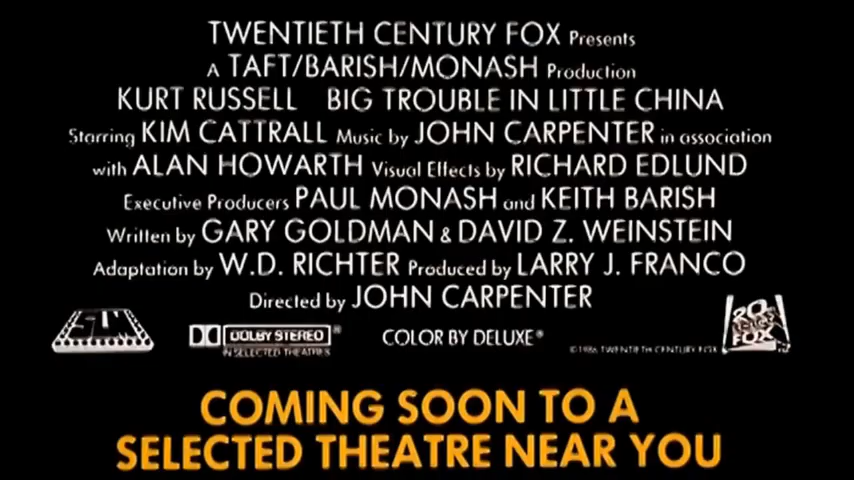 TWENTIETH CENTURY FOX Presents
A TAFT/BARISH/MONASH Production
KURT RUSSELL BIG TROUBLE IN LITTLE CHINA
Starring KIM CATTRALL Music by JOHN CARPENTER in association
with ALAN HOWARTH Visual Effects by RICHARD EDLUND
Executive Producers PAUL MONASH and KEITH BARISH
Written by GARY GOLDMAN & DAVID Z. WEINSTEIN
Adaptation by W.D. RICHTER Produced by LARRY J. FRANCO
Directed by JOHN CARPENTER
SLM
DOLBY STEREO®
IN SELECTED THEATRES
COLOR BY DELUXE®
©1986 TWENTIETH CENTURY FOX
20
FOX
COMING SOON TO A
SELECTED THEATRE NEAR YOU